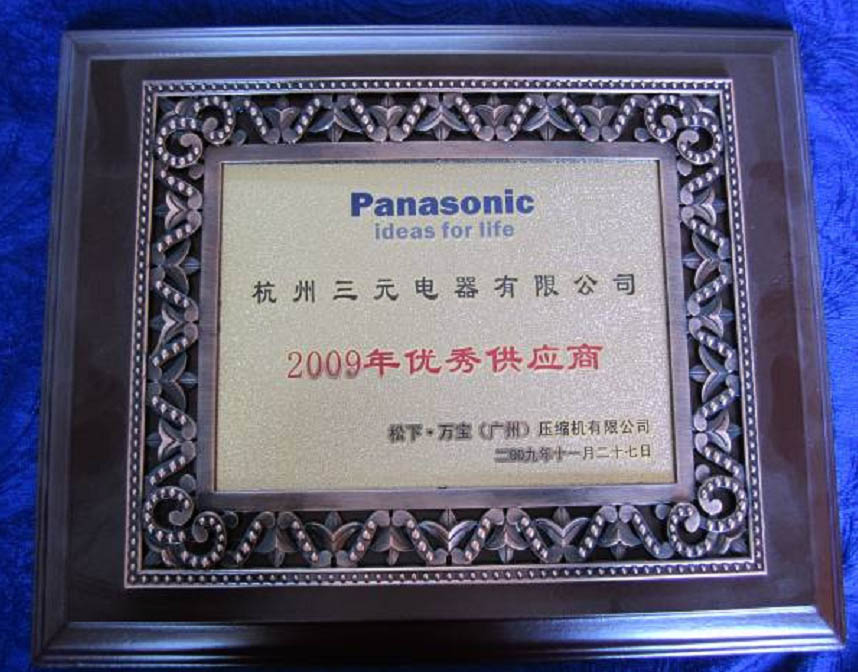 Panasonic
ideas for life
杭州三元电器有限公司
2009年优秀供应商
松下·万宝（广州）压缩机有限公司
二00九年十一月二十七日